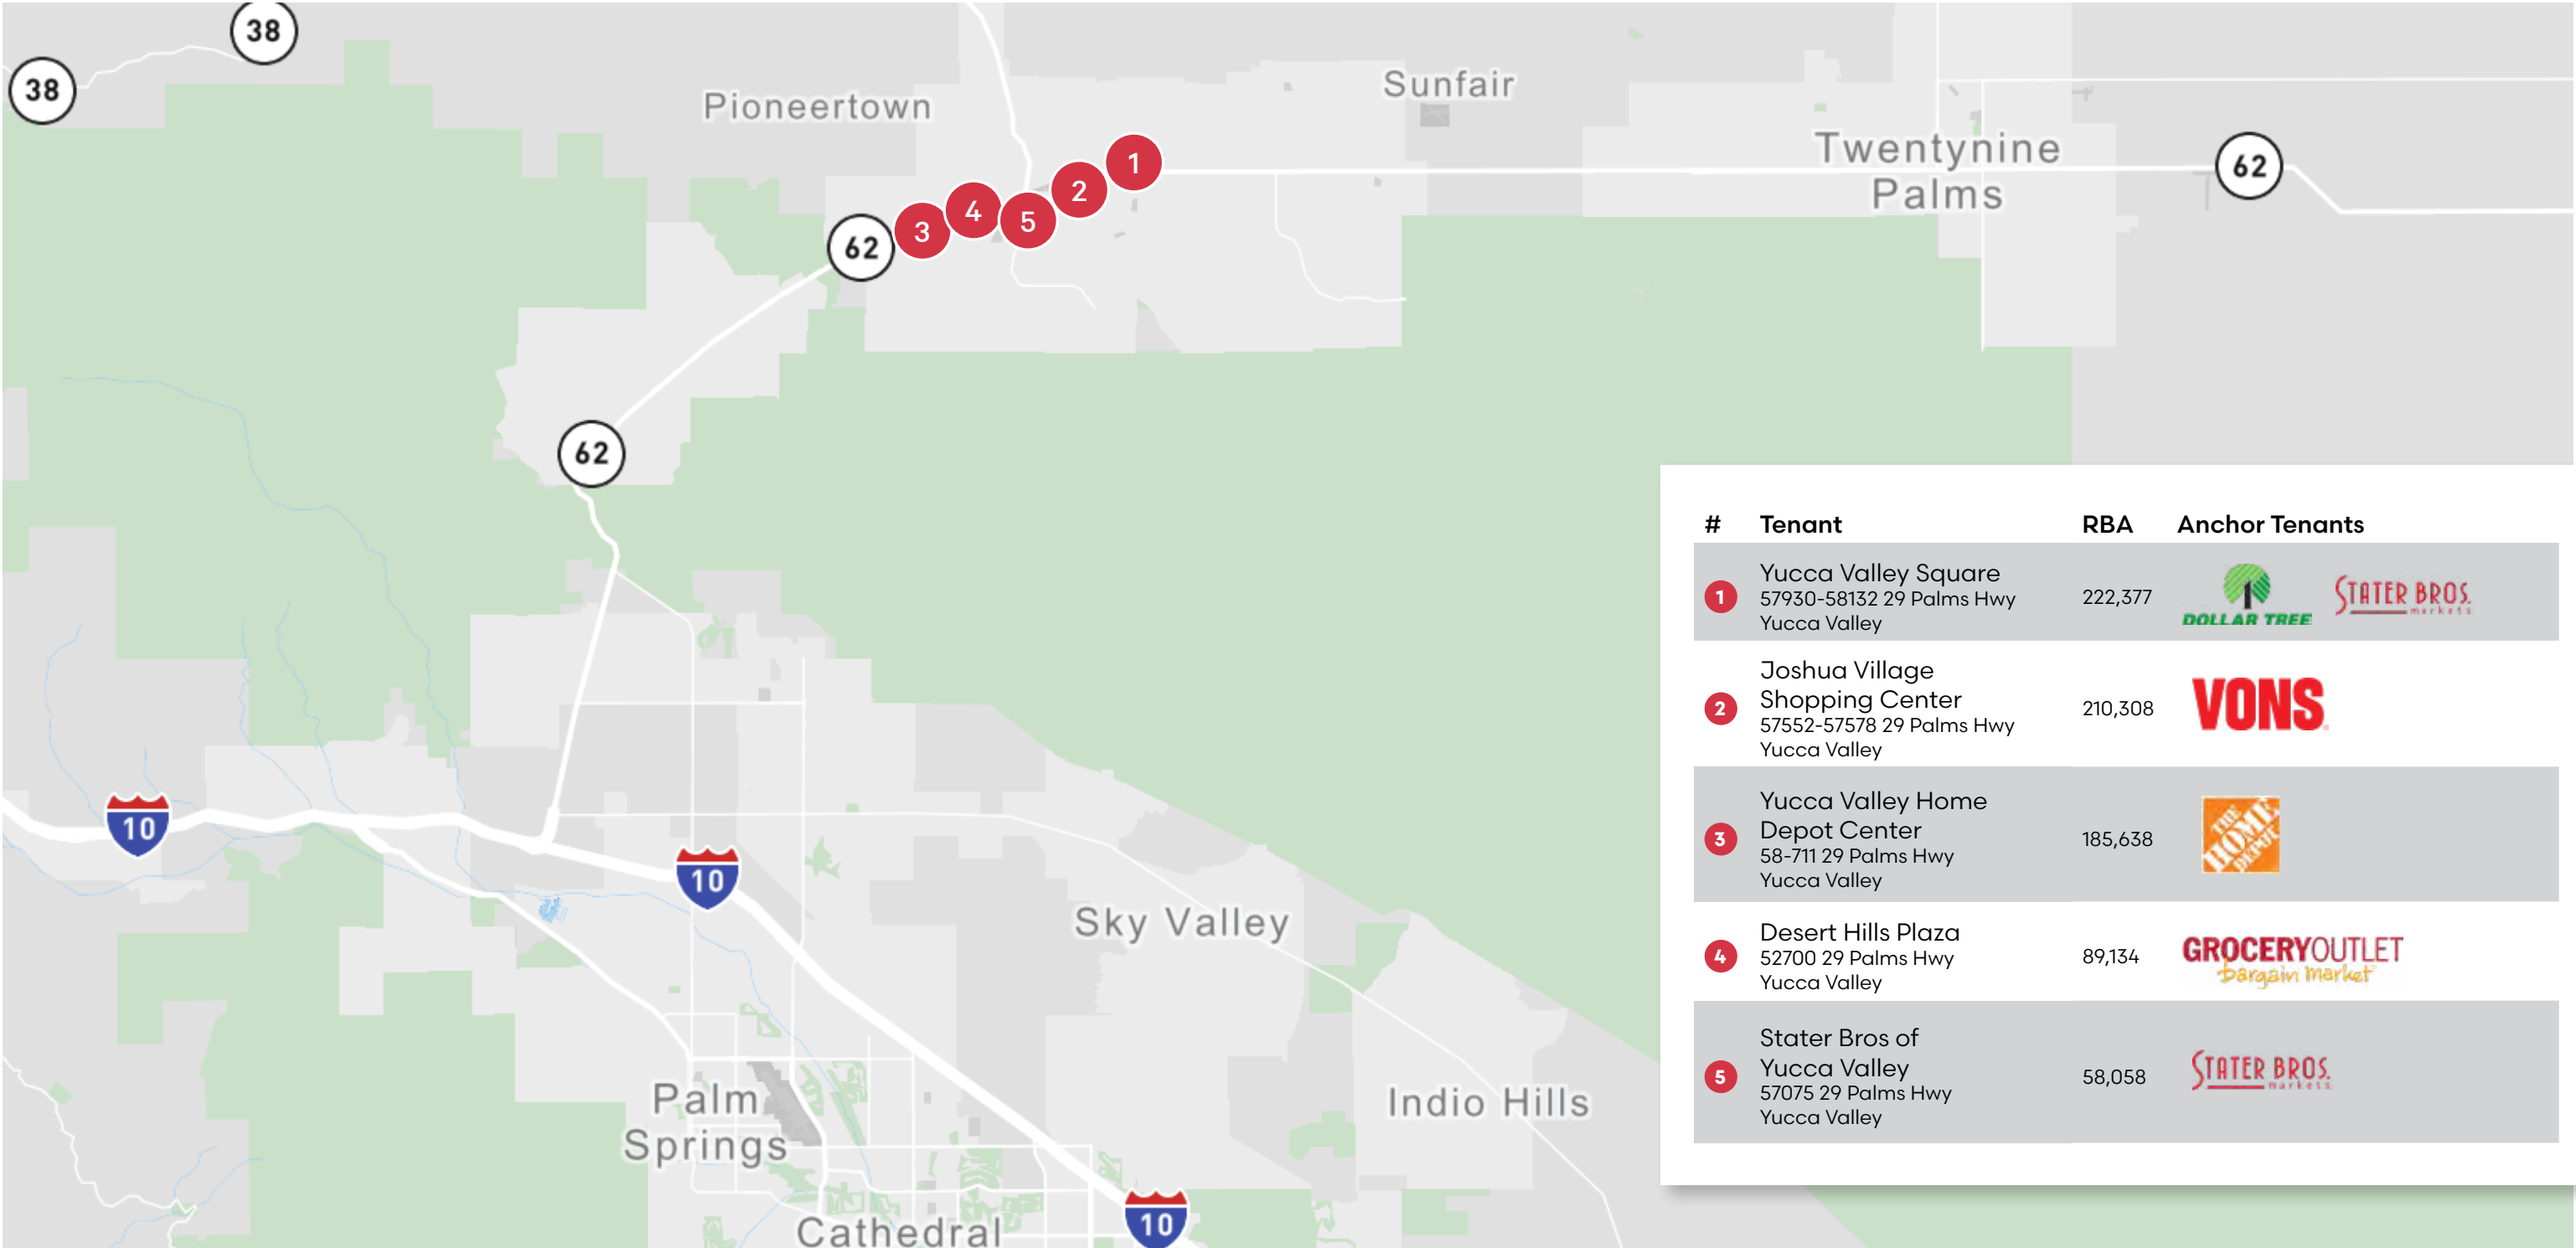 38
38
Pioneertown
Sunfair
Twentynine
Palms
62
1
2
4
5
3
62
62
10
10
Sky Valley
Palm
Springs
Indio Hills
Cathedral
10
# Tenant RBA Anchor Tenants
1 Yucca Valley Square
57930-58132 29 Palms Hwy
Yucca Valley
222,377
DOLLAR TREE
STATER BROS.
markets
2 Joshua Village
Shopping Center
57552-57578 29 Palms Hwy
Yucca Valley
210,308
VONS
3 Yucca Valley Home
Depot Center
58-711 29 Palms Hwy
Yucca Valley
185,638
THE
HOME
DEPOT
4 Desert Hills Plaza
52700 29 Palms Hwy
Yucca Valley
89,134
GROCERYOUTLET
bargain market
5 Stater Bros of
Yucca Valley
57075 29 Palms Hwy
Yucca Valley
58,058
STATER BROS.
markets